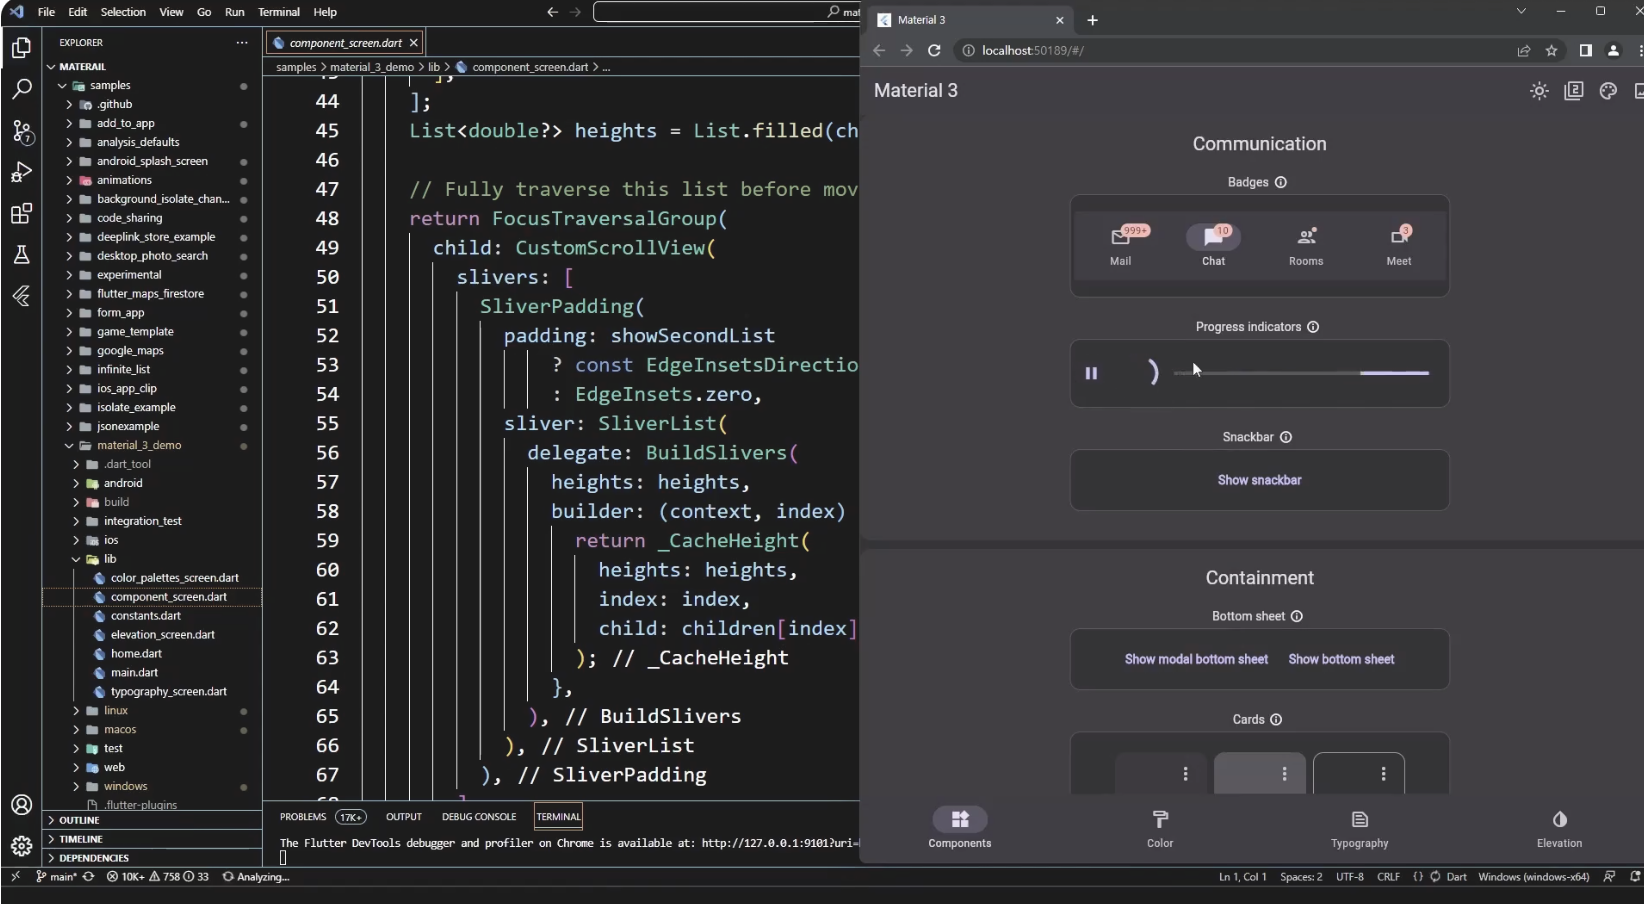 File Edit Selection View Go Run Terminal Help
mat
EXPLORER
MATERAIL
samples
.github
add_to_app
analysis_defaults
android_splash_screen
animations
background_isolate_chan...
code_sharing
deeplink_store_example
desktop_photo_search
experimental
flutter_maps_firestore
form_app
game_template
google_maps
infinite_list
ios_app_clip
isolate_example
jsonexample
material_3_demo
.dart_tool
android
build
integration_test
ios
lib
color_palettes_screen.dart
component_screen.dart
constants.dart
elevation_screen.dart
home.dart
main.dart
typography_screen.dart
linux
macos
test
web
windows
.flutter-plugins
OUTLINE
TIMELINE
DEPENDENCIES
7
component_screen.dart
samples > material_3_demo > lib > component_screen.dart > ...
44 ];
45 List<double?> heights = List.filled(ch
46
47 // Fully traverse this list before mov
48 return FocusTraversalGroup(
49 child: CustomScrollView(
50 slivers: [
51 SliverPadding(
52 padding: showSecondList
53 ? const EdgeInsetsDirectio
54 : EdgeInsets.zero,
55 sliver: SliverList(
56 delegate: BuildSlivers(
57 heights: heights,
58 builder: (context, index)
59 return _CacheHeight(
60 heights: heights,
61 index: index,
62 child: children[index]
63 ); // _CacheHeight
64 },
65 ), // BuildSlivers
66 ), // SliverList
67 ), // SliverPadding
PROBLEMS 17K+ OUTPUT DEBUG CONSOLE TERMINAL
The Flutter DevTools debugger and profiler on Chrome is available at: http://127.0.0.1:9101?uri=
main* 10K+ 758 33 Analyzing...
Ln 1, Col 1 Spaces: 2 UTF-8 CRLF {} Dart Windows (windows-x64)
Material 3
localhost:50189/#/
Material 3
2
Communication
Badges
999+ 10 3
Mail Chat Rooms Meet
Progress indicators
Snackbar
Show snackbar
Containment
Bottom sheet
Show modal bottom sheet Show bottom sheet
Cards
Components Color Typography Elevation